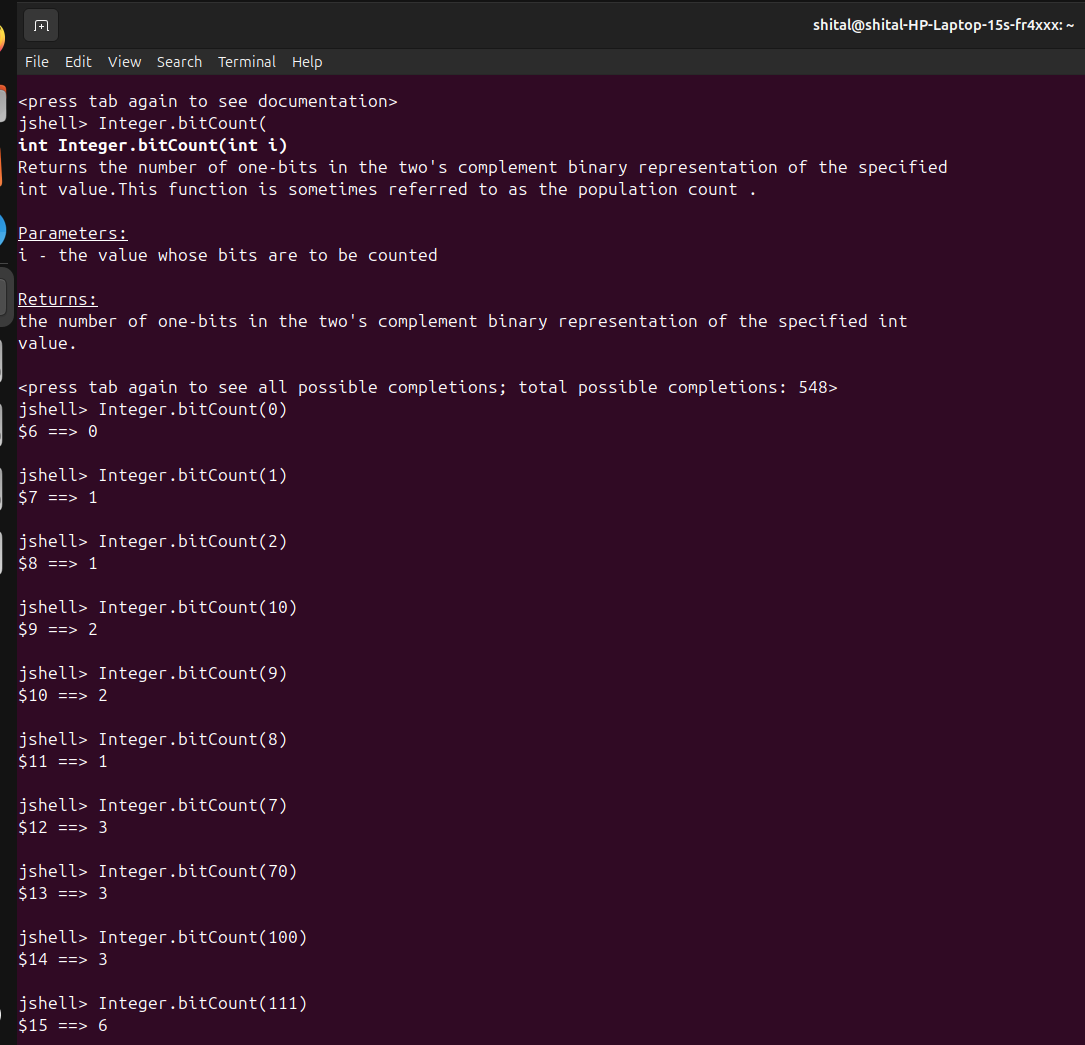 shital@shital-HP-Laptop-15s-fr4xxx: ~
File Edit View Search Terminal Help
<press tab again to see documentation>
jshell> Integer.bitCount(
int Integer.bitCount(int i)
Returns the number of one-bits in the two's complement binary representation of the specified
int value.This function is sometimes referred to as the population count .
Parameters:
i - the value whose bits are to be counted
Returns:
the number of one-bits in the two's complement binary representation of the specified int
value.
<press tab again to see all possible completions; total possible completions: 548>
jshell> Integer.bitCount(0)
$6 ==> 0
jshell> Integer.bitCount(1)
$7 ==> 1
jshell> Integer.bitCount(2)
$8 ==> 1
jshell> Integer.bitCount(10)
$9 ==> 2
jshell> Integer.bitCount(9)
$10 ==> 2
jshell> Integer.bitCount(8)
$11 ==> 1
jshell> Integer.bitCount(7)
$12 ==> 3
jshell> Integer.bitCount(70)
$13 ==> 3
jshell> Integer.bitCount(100)
$14 ==> 3
jshell> Integer.bitCount(111)
$15 ==> 6